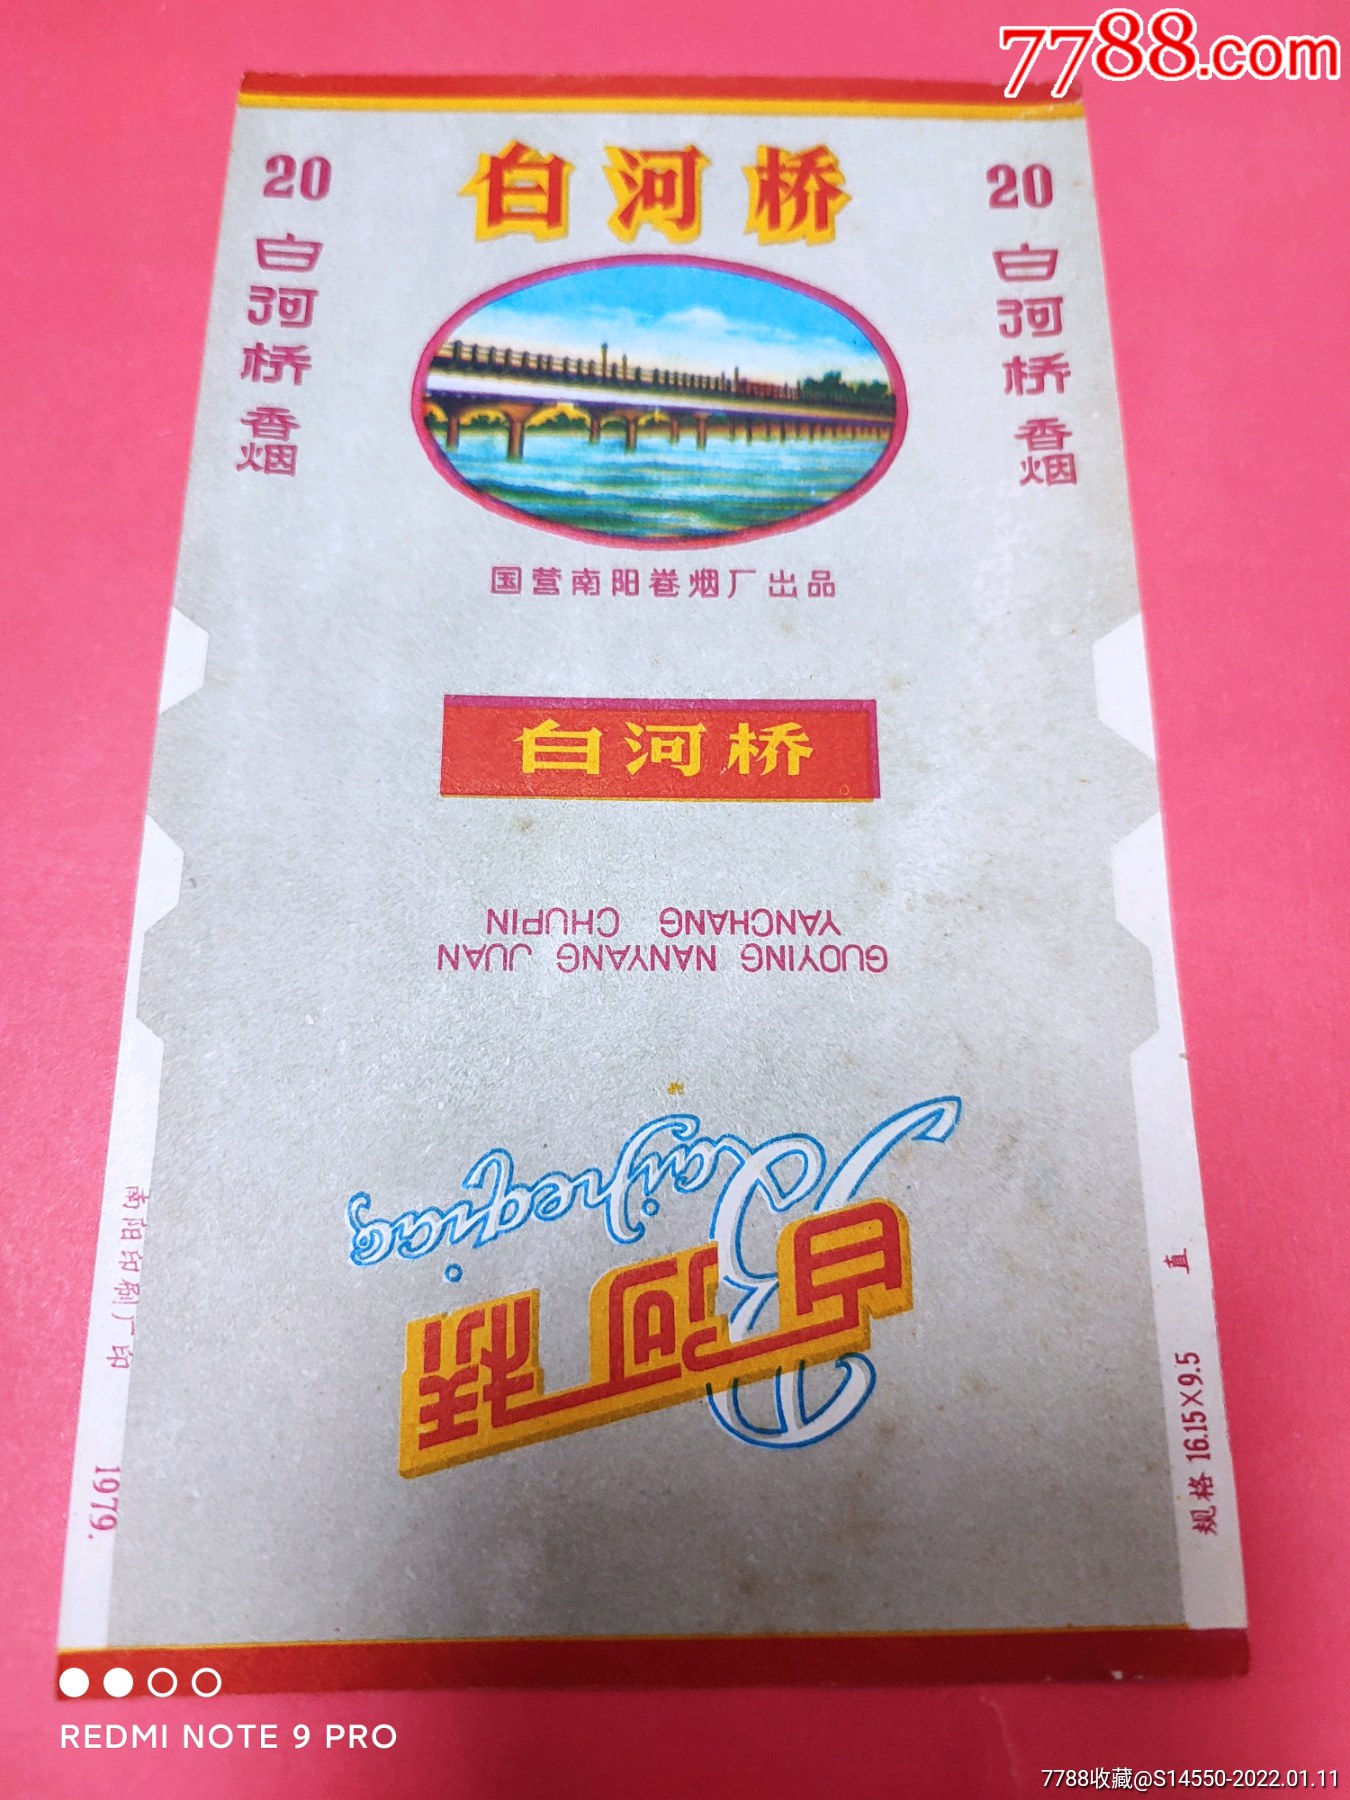 7788.com
白河桥
20
白河桥香烟
20
白河桥香烟
国营南阳卷烟厂出品
白河桥
GUOYING NANYANG JUAN
YANCHANG CHUPIN
Baiheqiao
白河桥
南阳印刷厂印
1979.
直
规格 16.15×9.5
REDMI NOTE 9 PRO
7788收藏@S14550-2022.01.11